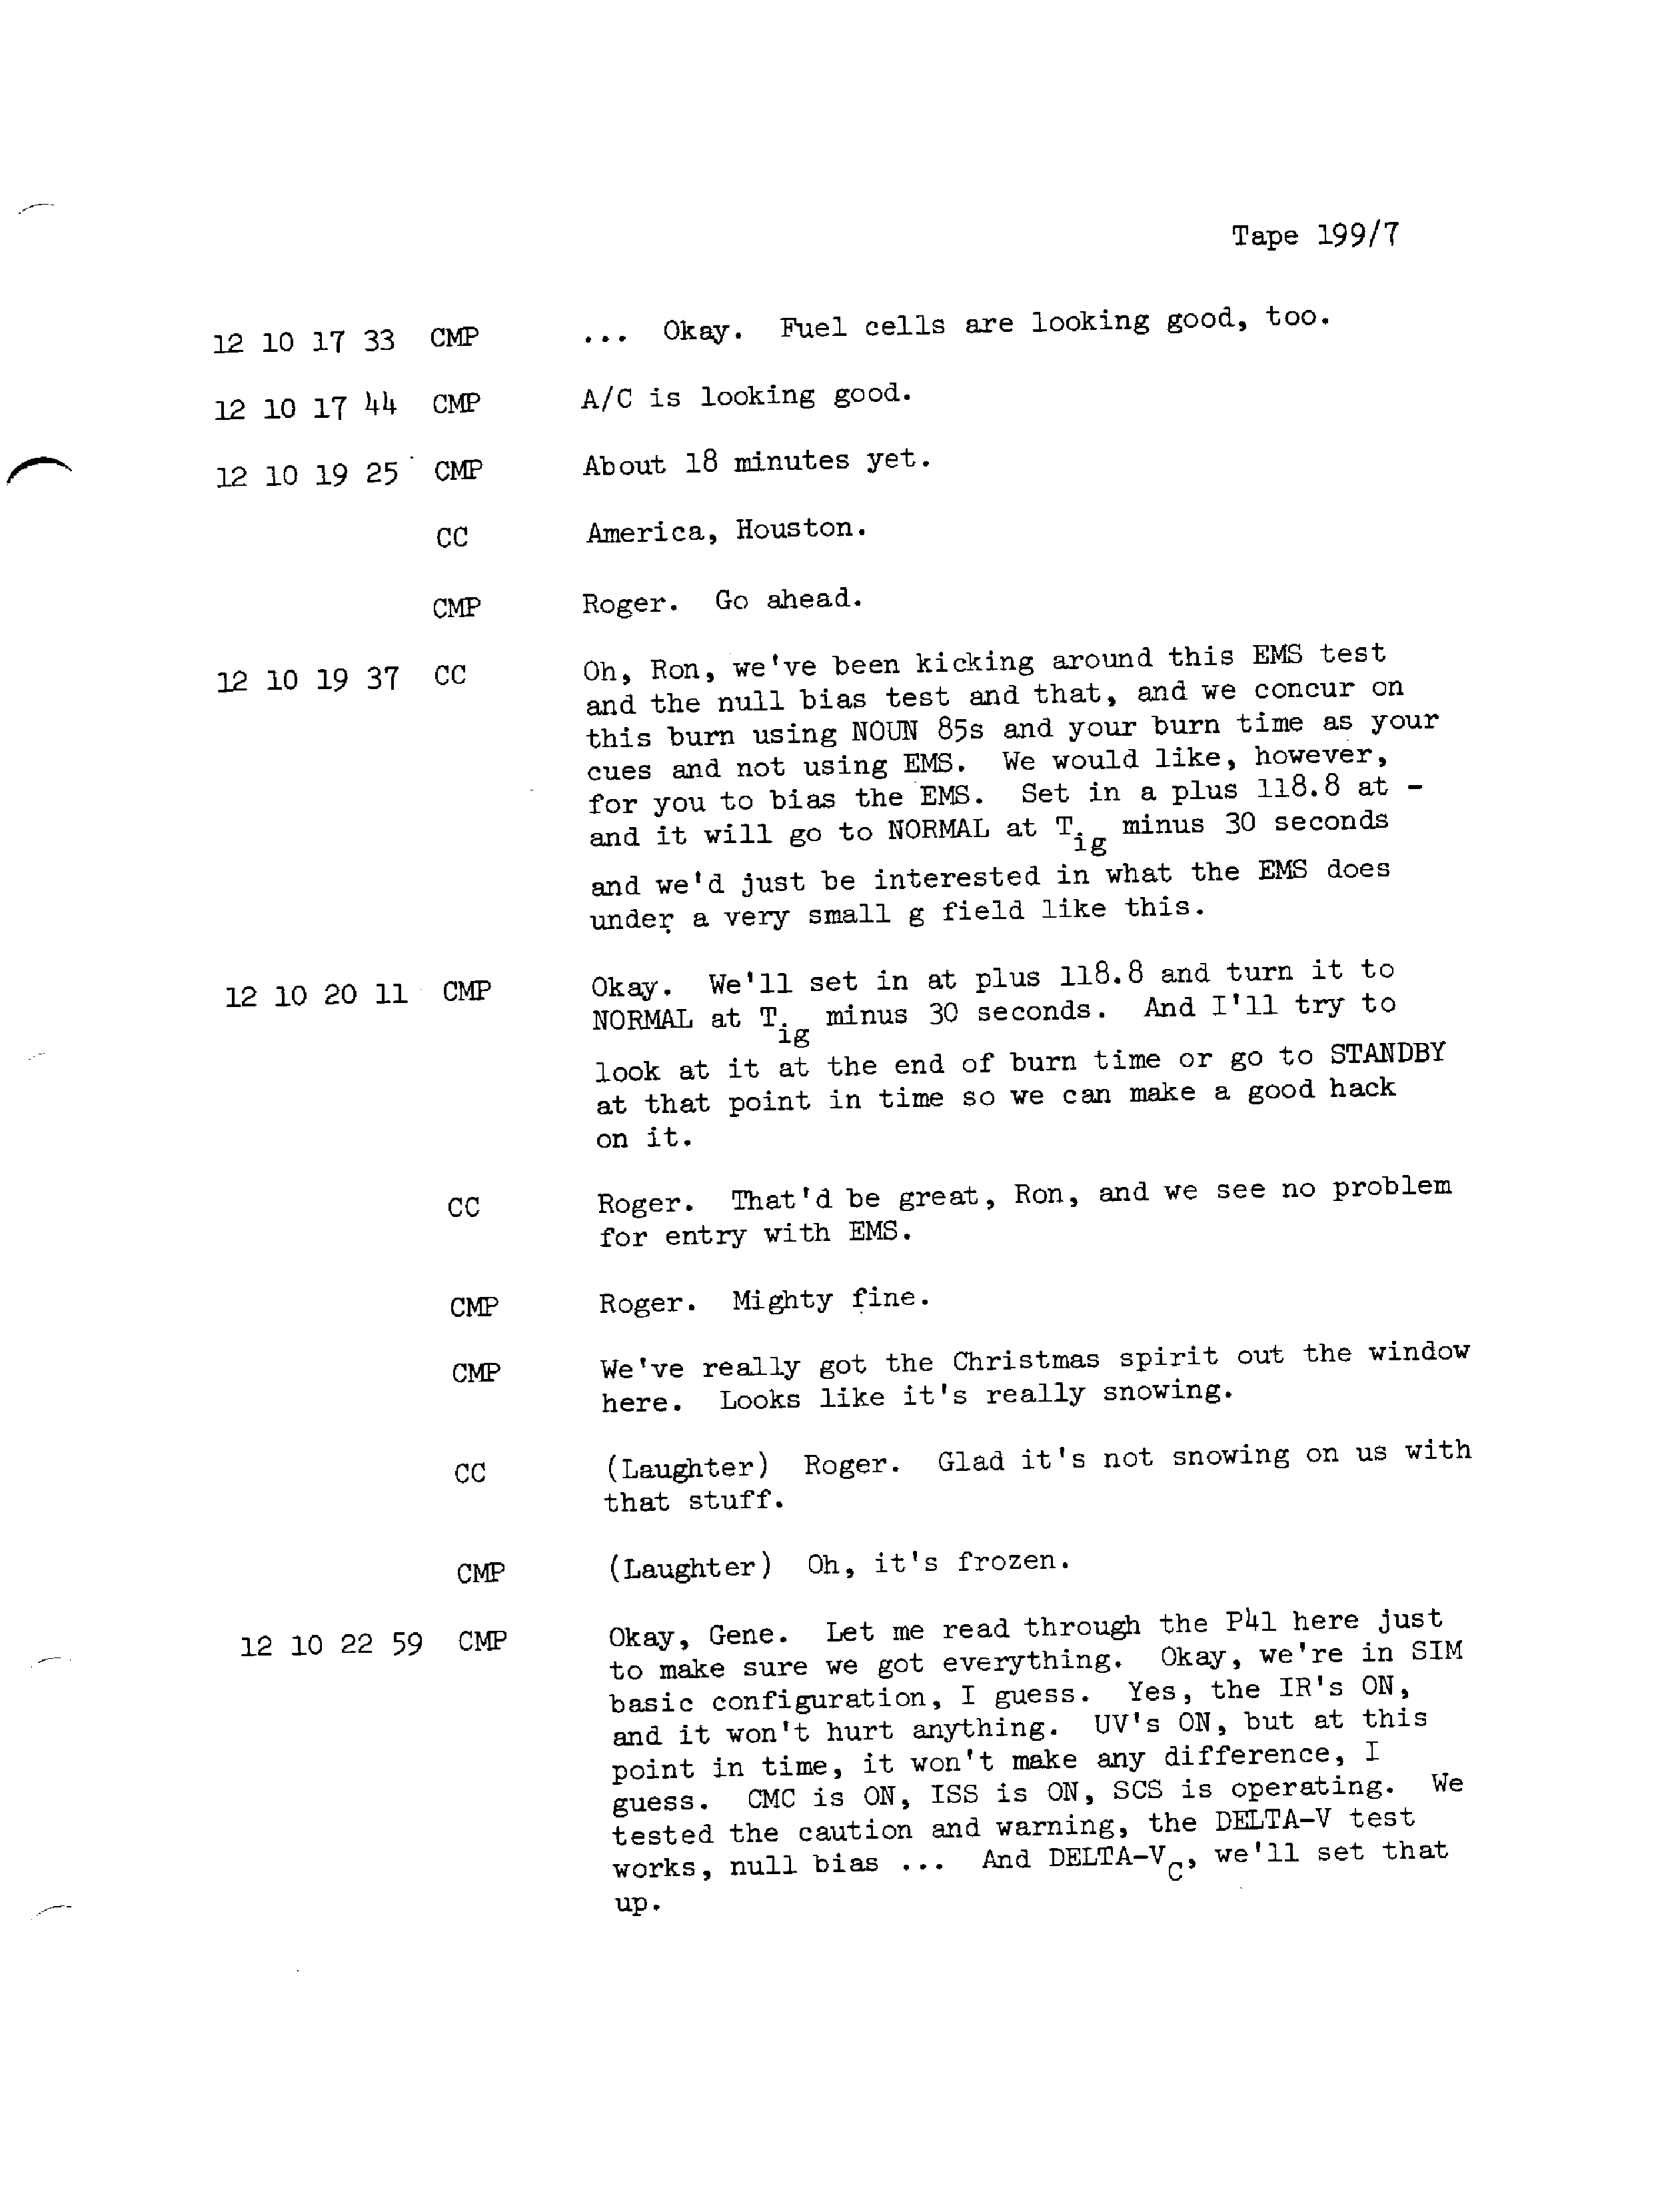 Tape 199/7
12 10 17 33 CMP ... Okay. Fuel cells are looking good, too.
12 10 17 44 CMP A/C is looking good.
12 10 19 25 CMP About 18 minutes yet.
CC America, Houston.
CMP Roger. Go ahead.
12 10 19 37 CC Oh, Ron, we've been kicking around this EMS test
and the null bias test and that, and we concur on
this burn using NOUN 85s and your burn time as your
cues and not using EMS. We would like, however,
for you to bias the EMS. Set in a plus 118.8 at -
and it will go to NORMAL at Tig minus 30 seconds
and we'd just be interested in what the EMS does
under a very small g field like this.
12 10 20 11 CMP Okay. We'll set in at plus 118.8 and turn it to
NORMAL at Tig minus 30 seconds. And I'll try to
look at it at the end of burn time or go to STANDBY
at that point in time so we can make a good hack
on it.
CC Roger. That'd be great, Ron, and we see no problem
for entry with EMS.
CMP Roger. Mighty fine.
CMP We've really got the Christmas spirit out the window
here. Looks like it's really snowing.
CC (Laughter) Roger. Glad it's not snowing on us with
that stuff.
CMP (Laughter) Oh, it's frozen.
12 10 22 59 CMP Okay, Gene. Let me read through the P41 here just
to make sure we got everything. Okay, we're in SIM
basic configuration, I guess. Yes, the IR's ON,
and it won't hurt anything. UV's ON, but at this
point in time, it won't make any difference, I
guess. CMC is ON, ISS is ON, SCS is operating. We
tested the caution and warning, the DELTA-V test
works, null bias ... And DELTA-VC, we'll set that
up.